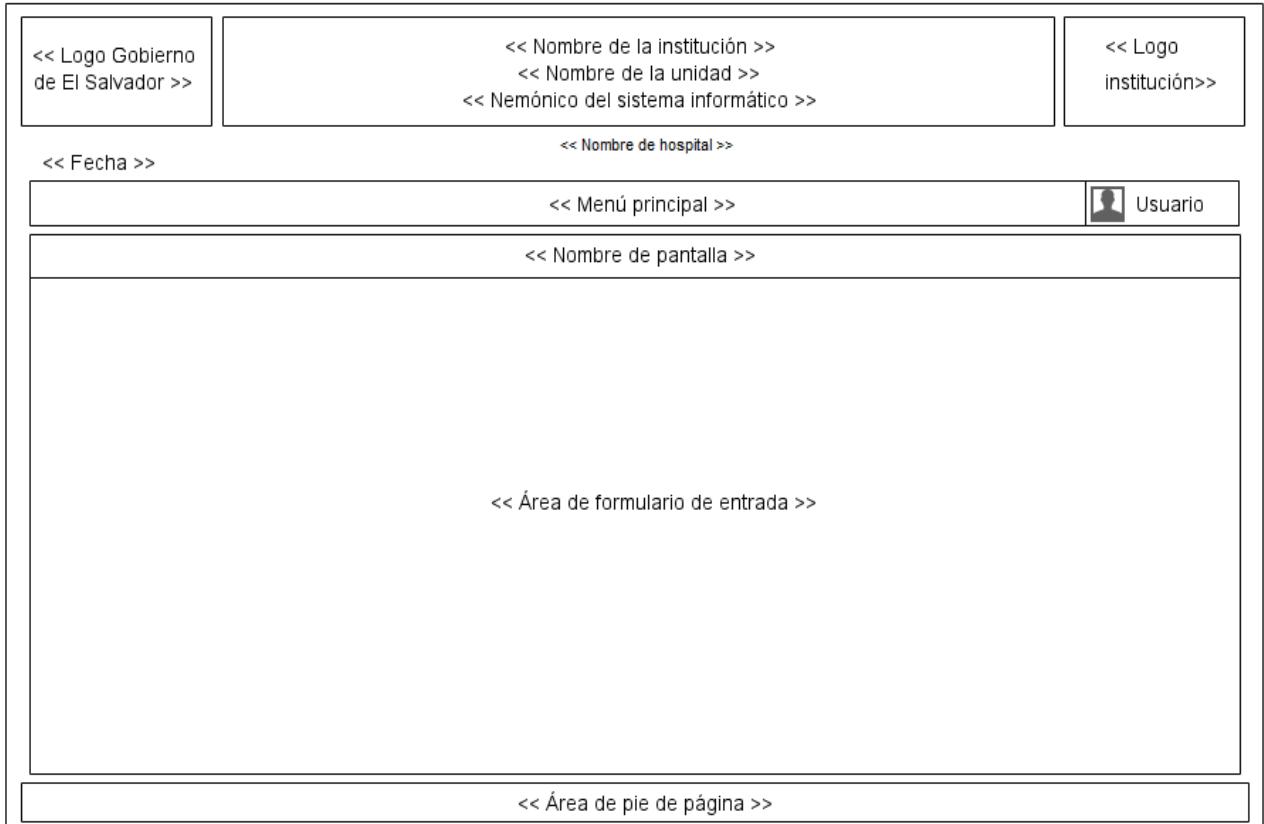 << Logo Gobierno
de El Salvador >>
<< Nombre de la institución >>
<< Nombre de la unidad >>
<< Nemónico del sistema informático >>
<< Logo
institución>>
<< Nombre de hospital >>
<< Fecha >>
<< Menú principal >>
Usuario
<< Nombre de pantalla >>
<< Área de formulario de entrada >>
<< Área de pie de página >>